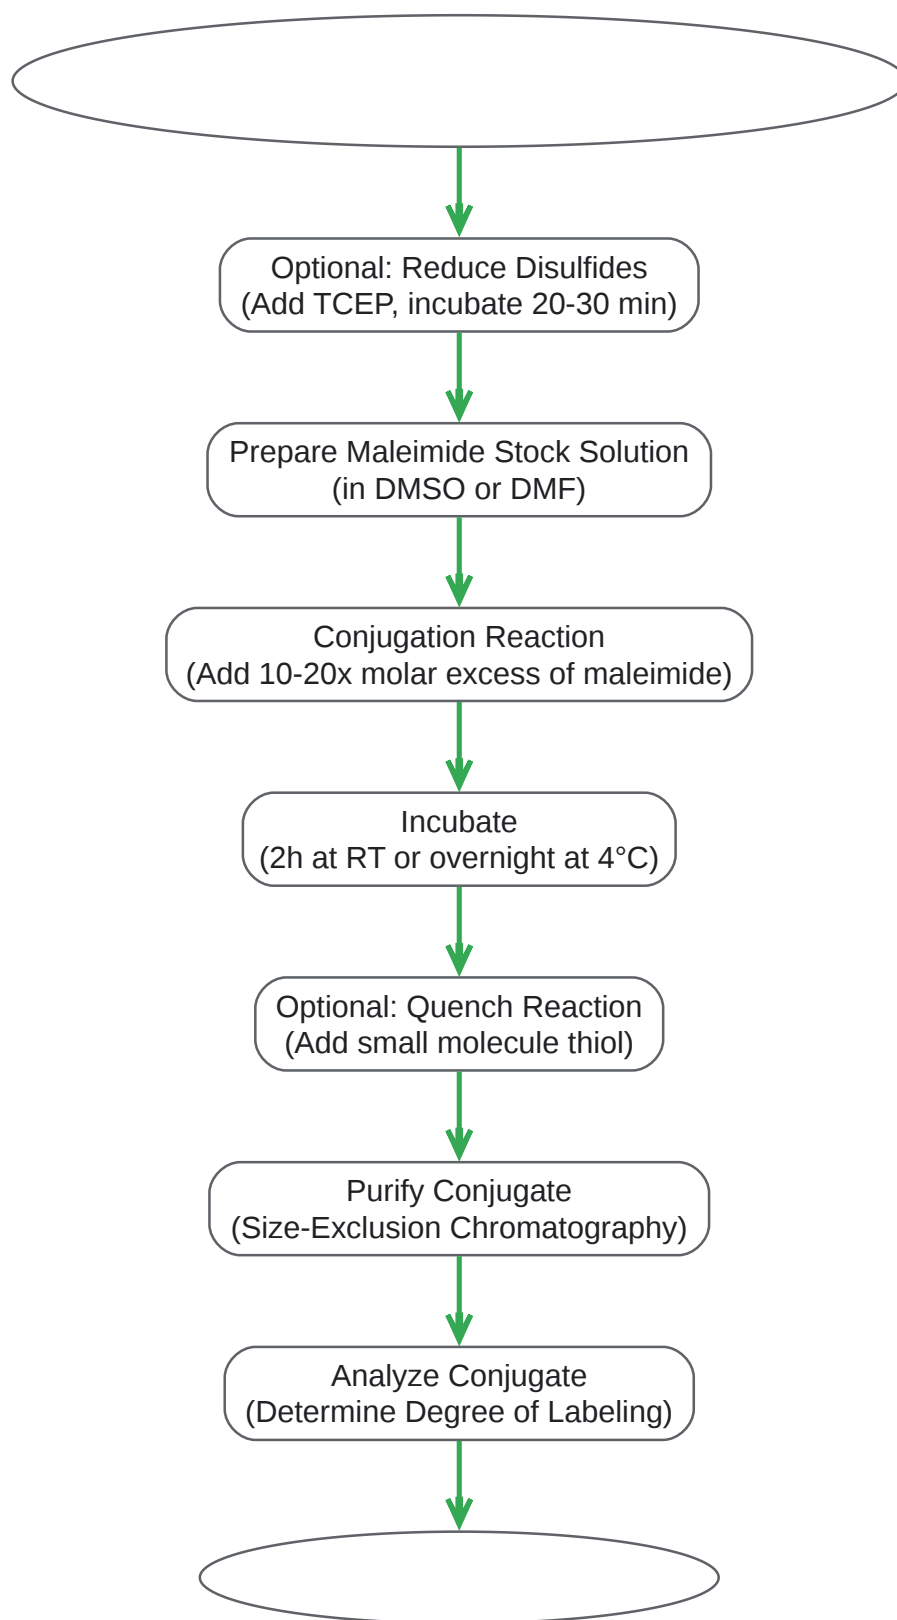 Optional: Reduce Disulfides
(Add TCEP, incubate 20-30 min)
Prepare Maleimide Stock Solution
(in DMSO or DMF)
Conjugation Reaction
(Add 10-20x molar excess of maleimide)
Incubate
(2h at RT or overnight at 4°C)
Optional: Quench Reaction
(Add small molecule thiol)
Purify Conjugate
(Size-Exclusion Chromatography)
Analyze Conjugate
(Determine Degree of Labeling)